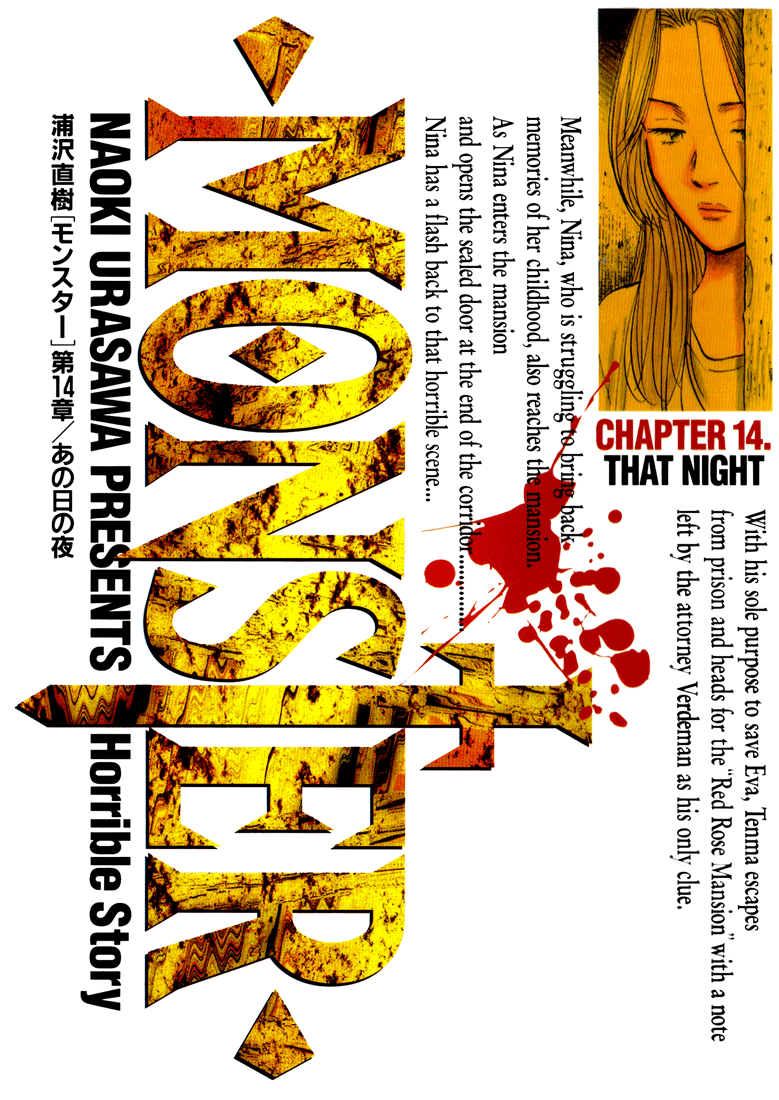 CHAPTER 14.
THAT NIGHT
With his sole purpose to save Eva, Tenma escapes
from prison and heads for the "Red Rose Mansion" with a note
left by the attorney Verdeman as his only clue.
Meanwhile, Nina, who is struggling to bring back
memories of her childhood, also reaches the mansion.
As Nina enters the mansion
and opens the sealed door at the end of the corridor............
Nina has a flash back to that horrible scene...
MONSTER
NAOKI URASAWA PRESENTS Horrible Story
浦沢直樹[モンスター]第14章/あの日の夜